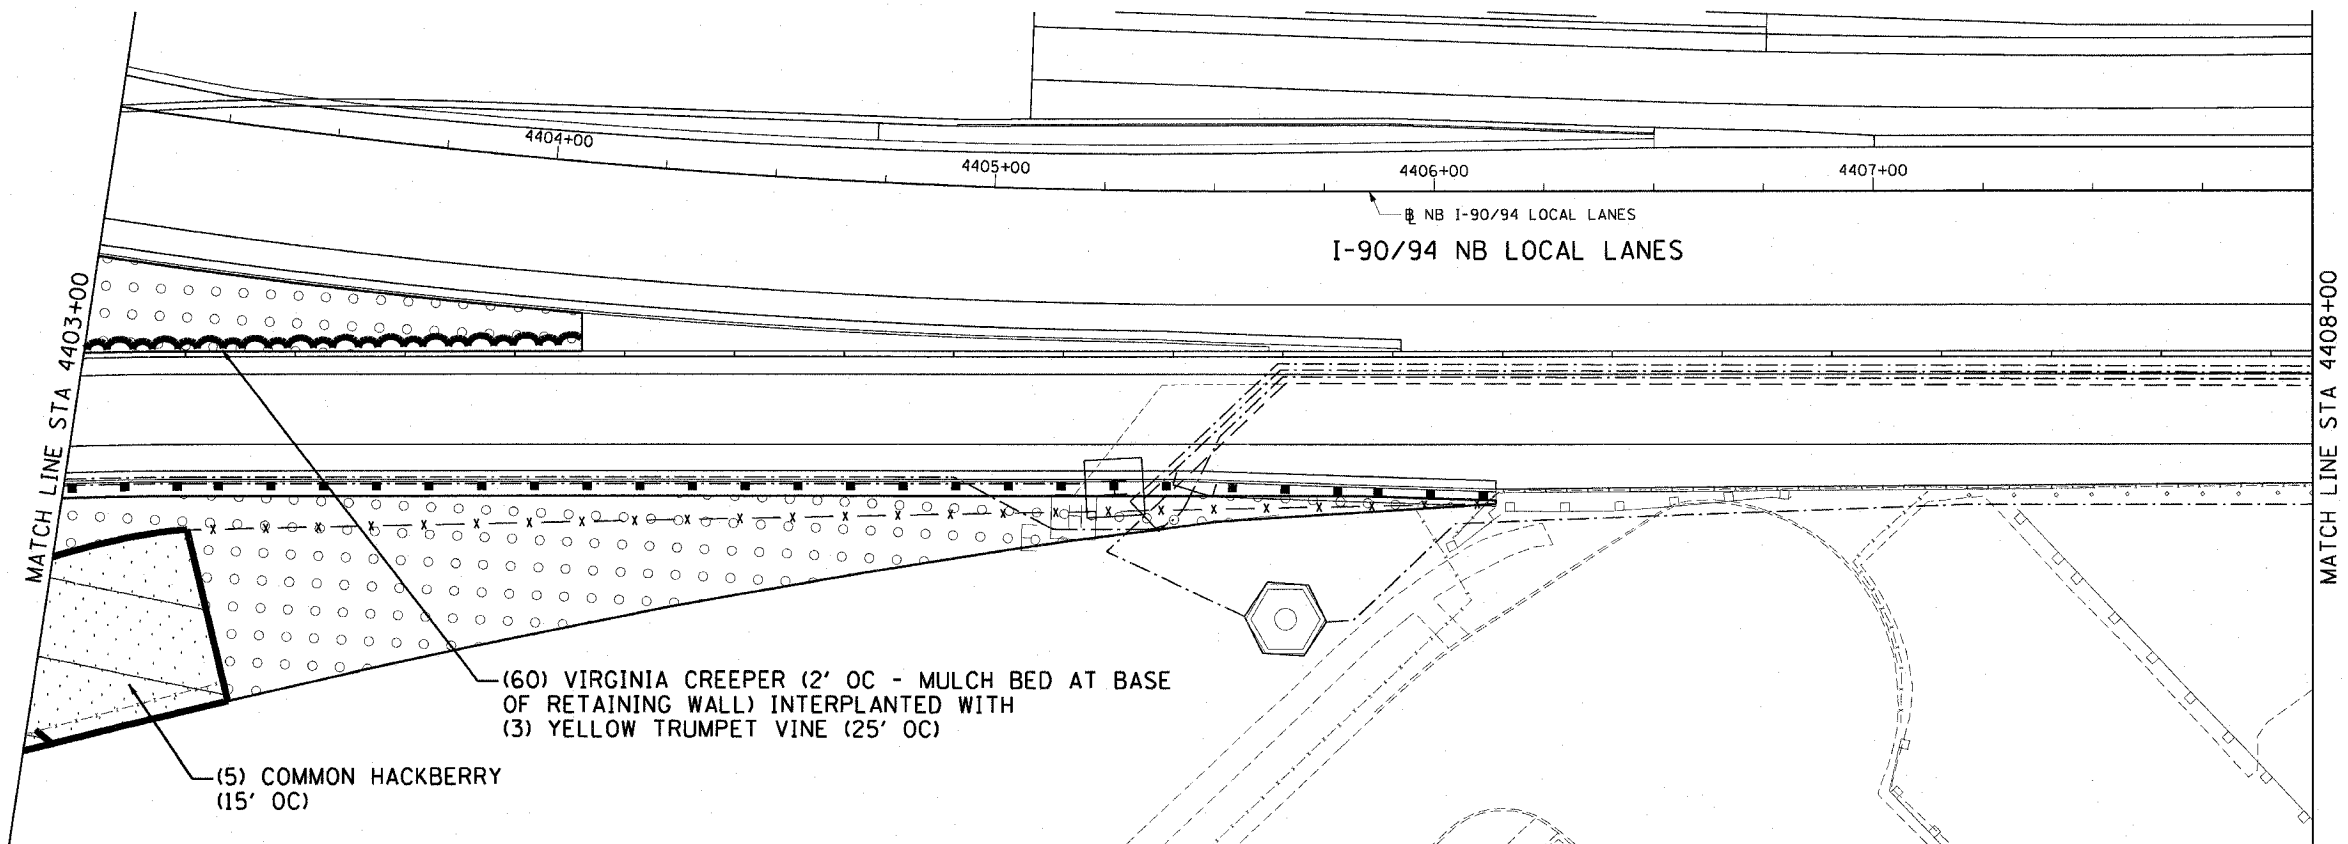 4404+00
4405+00
4406+00
4407+00
℄ NB I-90/94 LOCAL LANES
I-90/94 NB LOCAL LANES
MATCH LINE STA 4403+00
MATCH LINE STA 4408+00
(60) VIRGINIA CREEPER (2' OC - MULCH BED AT BASE
OF RETAINING WALL) INTERPLANTED WITH
(3) YELLOW TRUMPET VINE (25' OC)
(5) COMMON HACKBERRY
(15' OC)